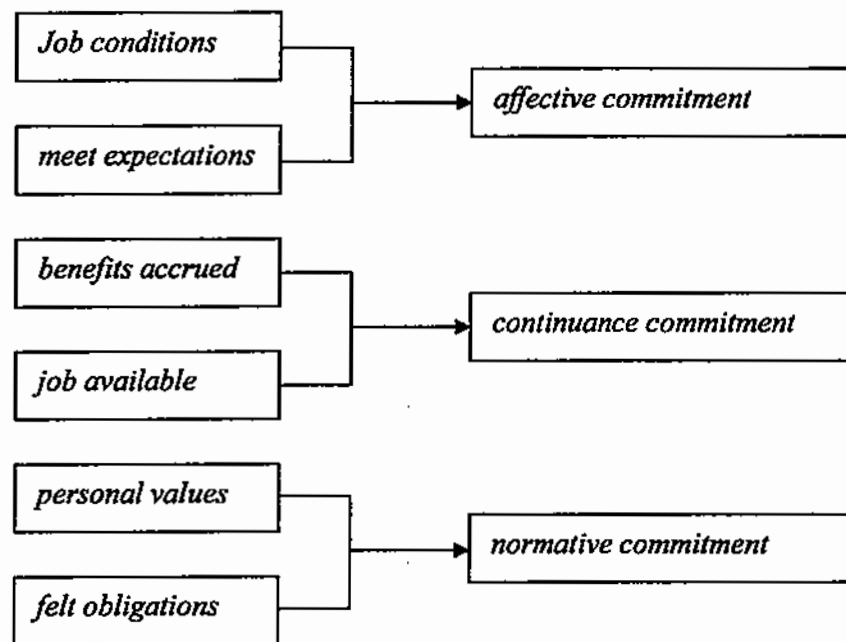 Job conditions
meet expectations
affective commitment
benefits accrued
job available
continuance commitment
personal values
felt obligations
normative commitment